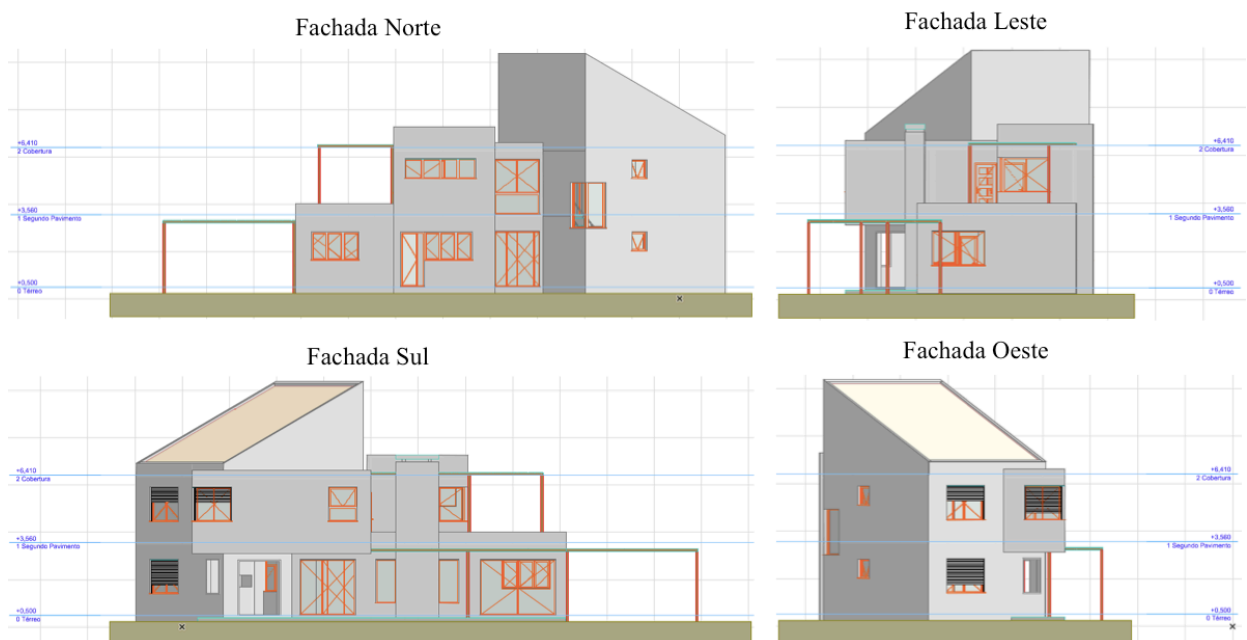 Fachada Norte
+6,410
2 Cobertura
+3,560
1 Segundo Pavimento
+0,500
0 Térreo
Fachada Leste
+6,410
2 Cobertura
+3,560
1 Segundo Pavimento
+0,500
0 Térreo
Fachada Sul
+6,410
2 Cobertura
+3,560
1 Segundo Pavimento
+0,500
0 Térreo
Fachada Oeste
+6,410
2 Cobertura
+3,560
1 Segundo Pavimento
+0,500
0 Térreo